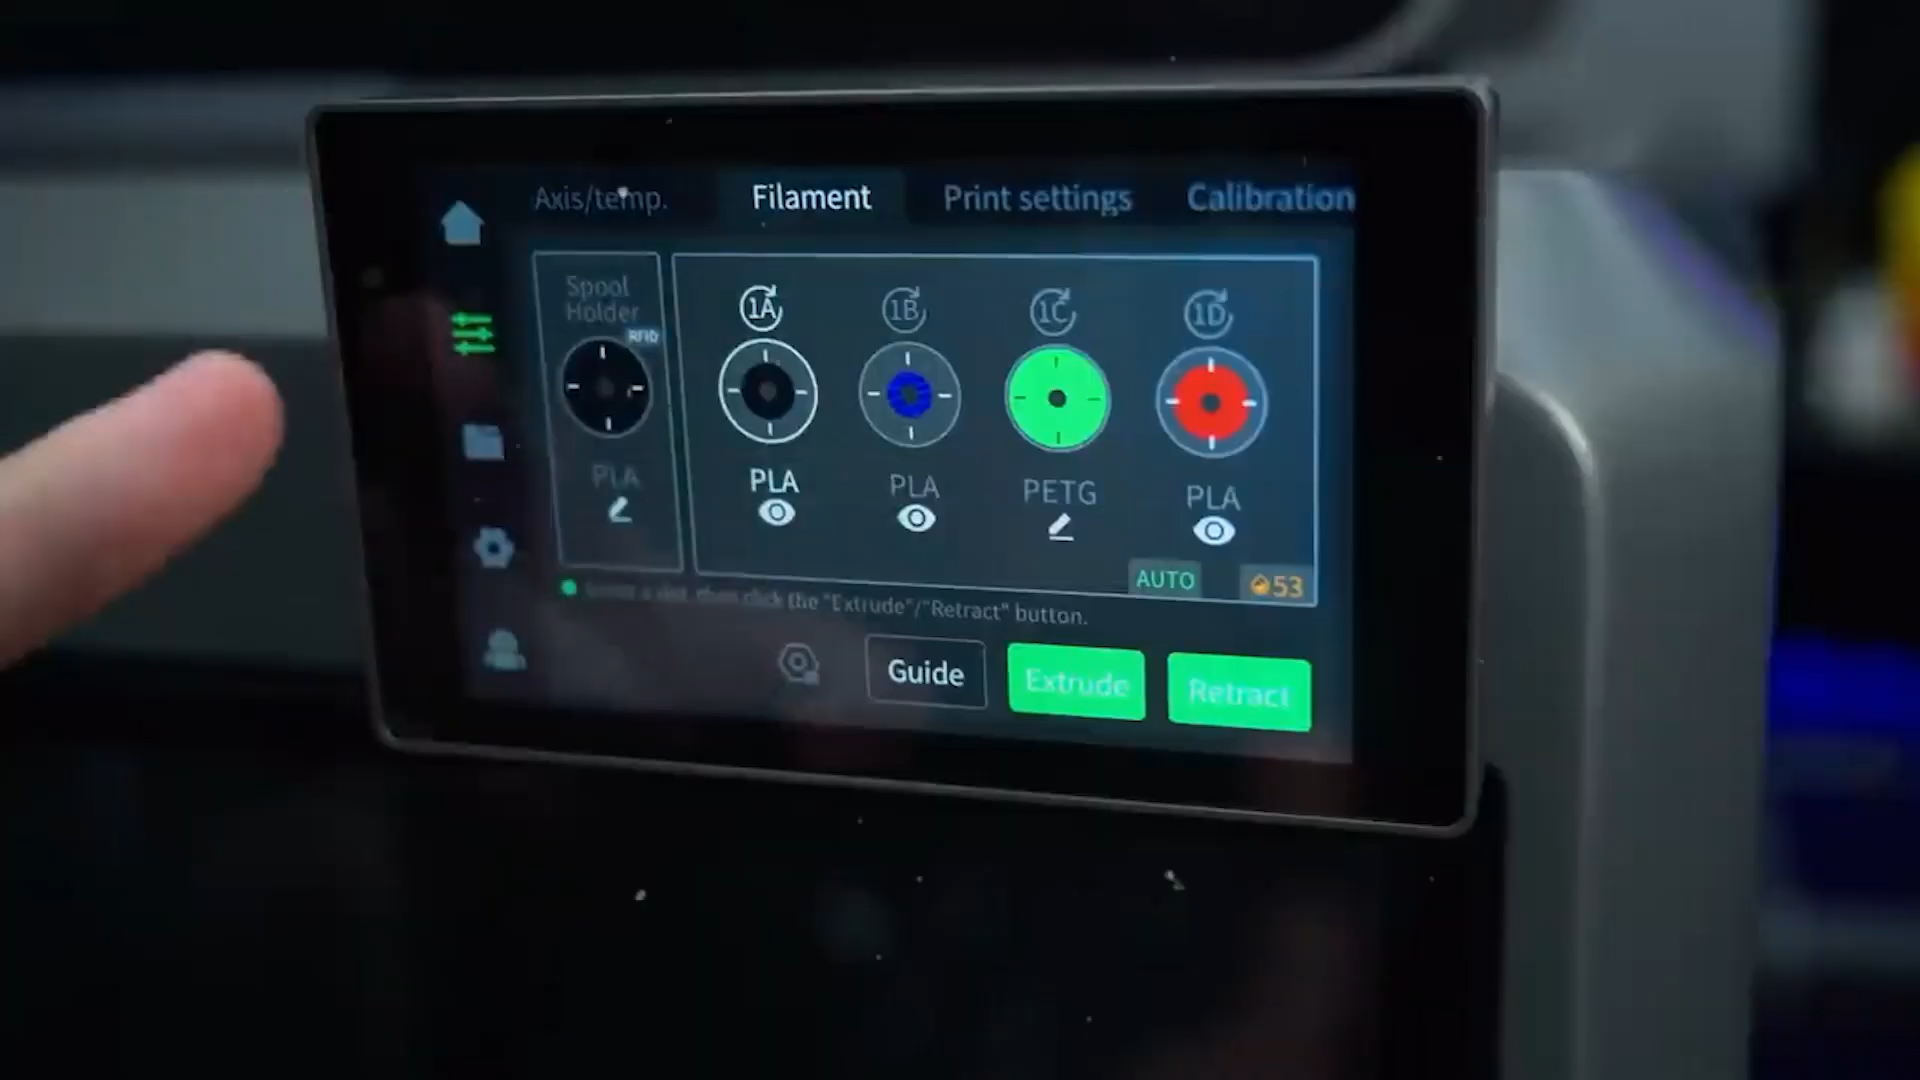 Axis/temp. Filament Print settings Calibration
Spool
Holder
RFID
1A 1B 1C 1D
PLA PLA PLA PETG PLA
AUTO 53
then click the "Extrude"/"Retract" button.
Guide Extrude Retract